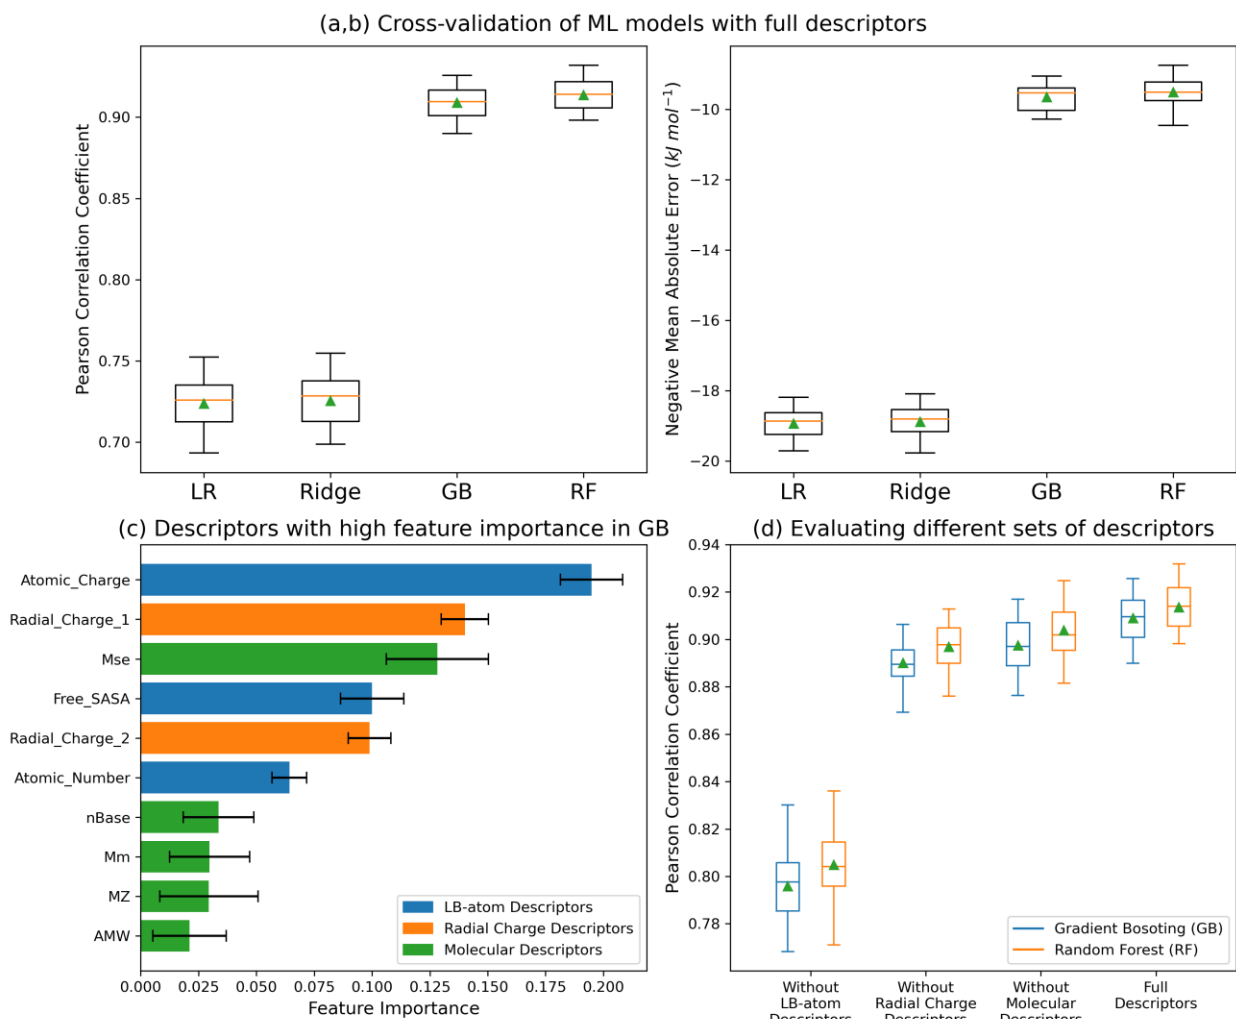 (a,b) Cross-validation of ML models with full descriptors
Pearson Correlation Coefficient
0.90
0.85
0.80
0.75
0.70
LR
Ridge
GB
RF
Negative Mean Absolute Error (kJ mol⁻¹)
−10
−12
−14
−16
−18
−20
LR
Ridge
GB
RF
(c) Descriptors with high feature importance in GB
Atomic_Charge
Radial_Charge_1
Mse
Free_SASA
Radial_Charge_2
Atomic_Number
nBase
Mm
MZ
AMW
LB-atom Descriptors
Radial Charge Descriptors
Molecular Descriptors
0.000 0.025 0.050 0.075 0.100 0.125 0.150 0.175 0.200
Feature Importance
(d) Evaluating different sets of descriptors
Pearson Correlation Coefficient
0.94
0.92
0.90
0.88
0.86
0.84
0.82
0.80
0.78
Gradient Bosoting (GB)
Random Forest (RF)
Without
LB-atom
Descriptors
Without
Radial Charge
Descriptors
Without
Molecular
Descriptors
Full
Descriptors